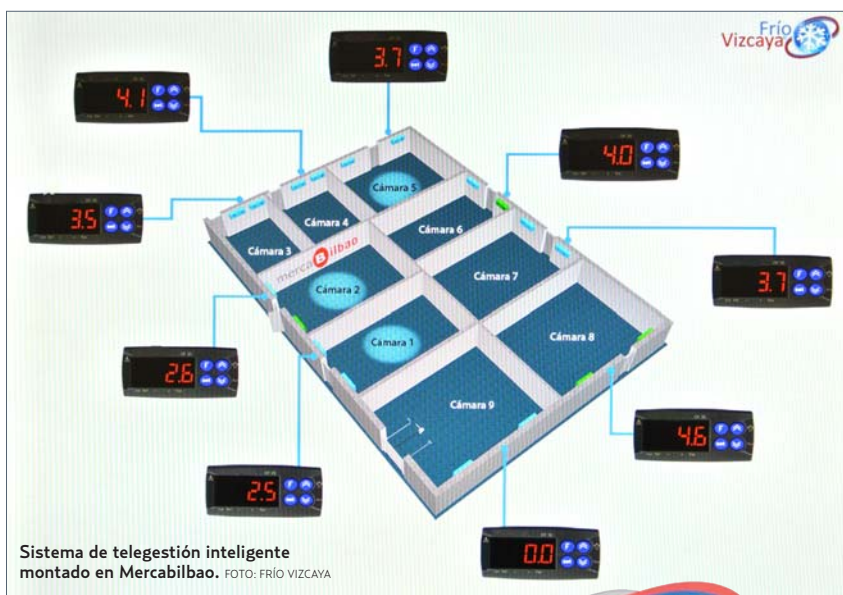 Frío
Vizcaya
3.7
4.1
4.0
3.5
3.7
2.6
4.6
2.5
0.0
Cámara 5
Cámara 4
Cámara 6
Cámara 3
mercaBilbao
Cámara 7
Cámara 2
Cámara 8
Cámara 1
Cámara 9
Sistema de telegestión inteligente
montado en Mercabilbao. FOTO: FRÍO VIZCAYA